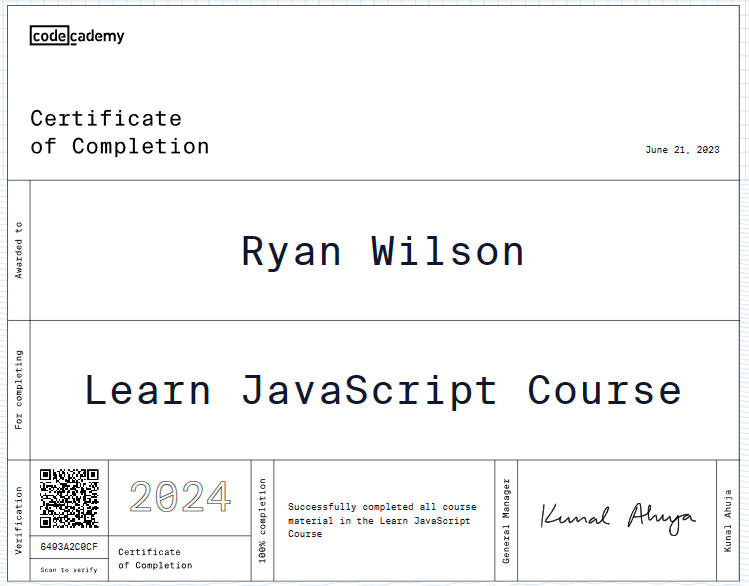 codecademy
Certificate
of Completion
June 21, 2023
Awarded to
Ryan Wilson
For completing
Learn JavaScript Course
Verification
6493A2C0CF
Scan to verify
2024
Certificate
of Completion
100% completion
Successfully completed all course
material in the Learn JavaScript
Course
General Manager
Kunal Ahuja
Kunal Ahuja